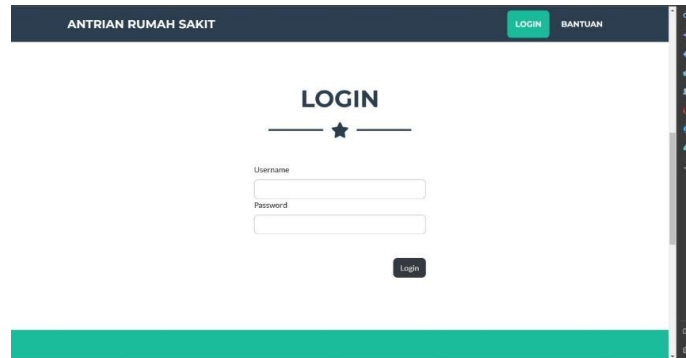 ANTRIAN RUMAH SAKIT
LOGIN
BANTUAN
LOGIN
Username
Password
Login